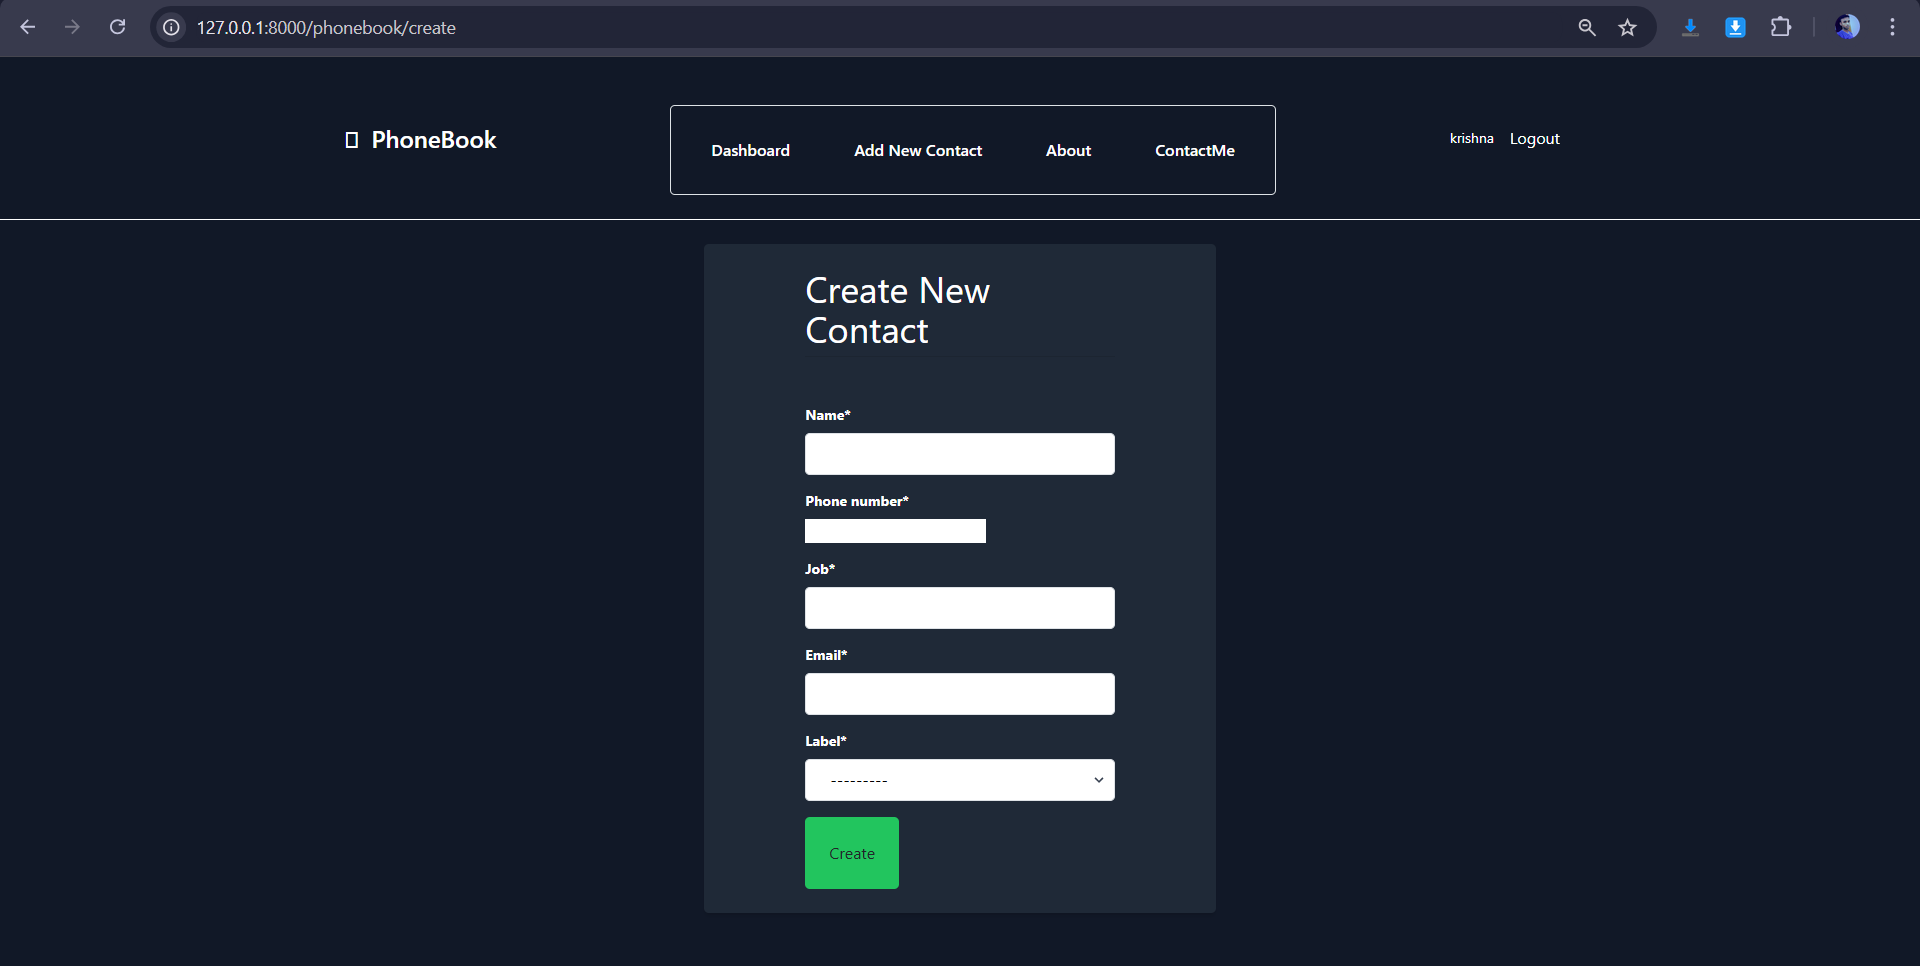 127.0.0.1:8000/phonebook/create
PhoneBook
Dashboard Add New Contact About ContactMe
krishna Logout
Create New
Contact
Name*
Phone number*
Job*
Email*
Label*
---------
Create